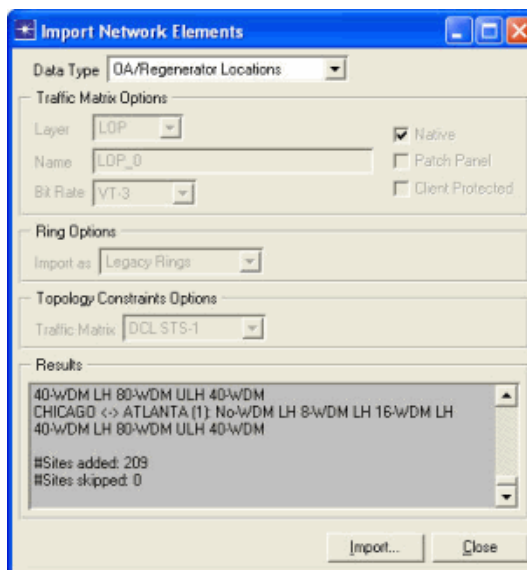 Import Network Elements
Data Type OA/Regenerator Locations
Traffic Matrix Options
Layer LOP
Native
Name LOP_0
Patch Panel
Bit Rate VT-3
Client Protected
Ring Options
Import as Legacy Rings
Topology Constraints Options
Traffic Matrix DCL STS-1
Results
40-WDM LH 80-WDM ULH 40-WDM
CHICAGO <-> ATLANTA (1): No-WDM LH 8-WDM LH 16-WDM LH
40-WDM LH 80-WDM ULH 40-WDM
#Sites added: 209
#Sites skipped: 0
Import... Close